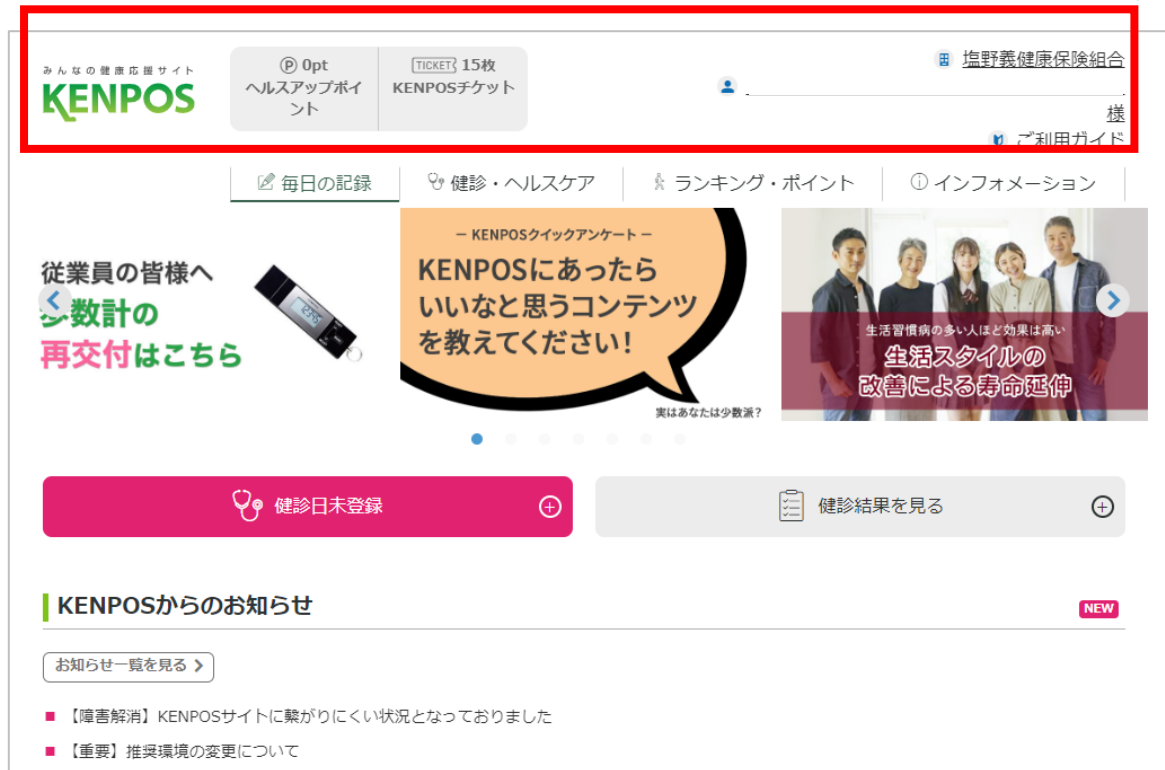 みんなの健康応援サイト
KENPOS
Ⓟ 0pt
ヘルスアップポイ
ント
TICKET 15枚
KENPOSチケット
塩野義健康保険組合
様
ご利用ガイド
毎日の記録
健診・ヘルスケア
ランキング・ポイント
インフォメーション
従業員の皆様へ
歩数計の
再交付はこちら
12345
− KENPOSクイックアンケート −
KENPOSにあったら
いいなと思うコンテンツ
を教えてください!
実はあなたは少数派?
生活習慣病の多い人ほど効果は高い
生活スタイルの
改善による寿命延伸
健診日未登録
健診結果を見る
KENPOSからのお知らせ
NEW
お知らせ一覧を見る
【障害解消】KENPOSサイトに繋がりにくい状況となっておりました
【重要】推奨環境の変更について